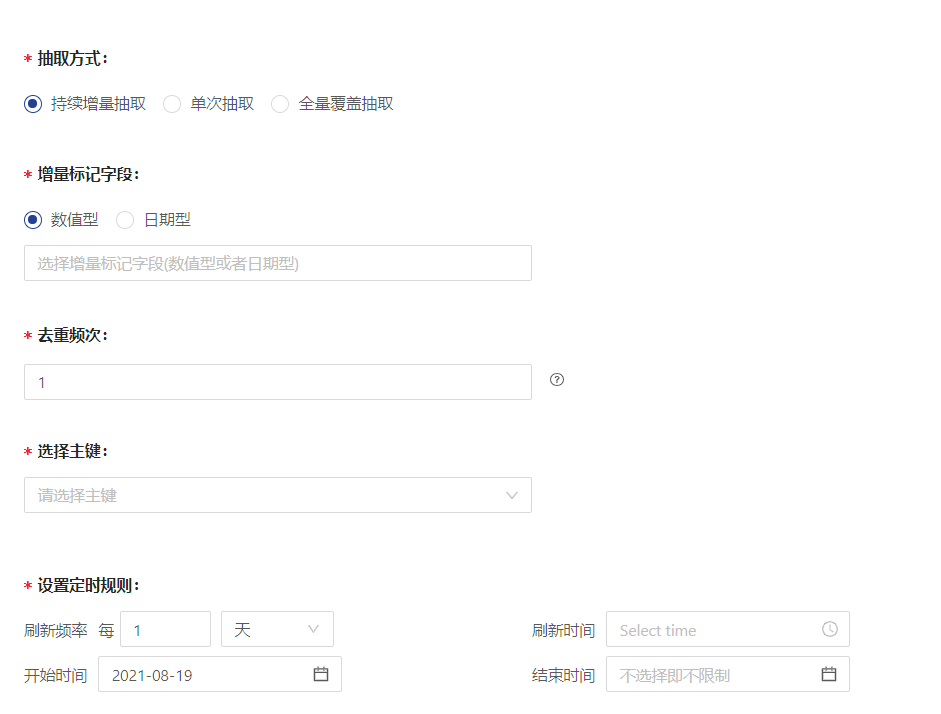 * 抽取方式:
持续增量抽取 单次抽取 全量覆盖抽取
* 增量标记字段:
数值型 日期型
选择增量标记字段(数值型或者日期型)
* 去重频次:
1
* 选择主键:
请选择主键
* 设置定时规则:
刷新频率 每 1 天 刷新时间 Select time
开始时间 2021-08-19 结束时间 不选择即不限制